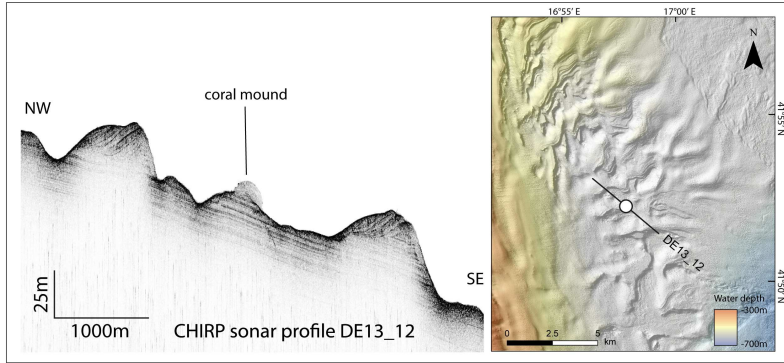 NW
coral mound
SE
25m
1000m
CHIRP sonar profile DE13_12
16°55' E
17°00' E
N
41°55' N
DE13_12
41°50' N
Water depth
-300m
-700m
0 2.5 5
km